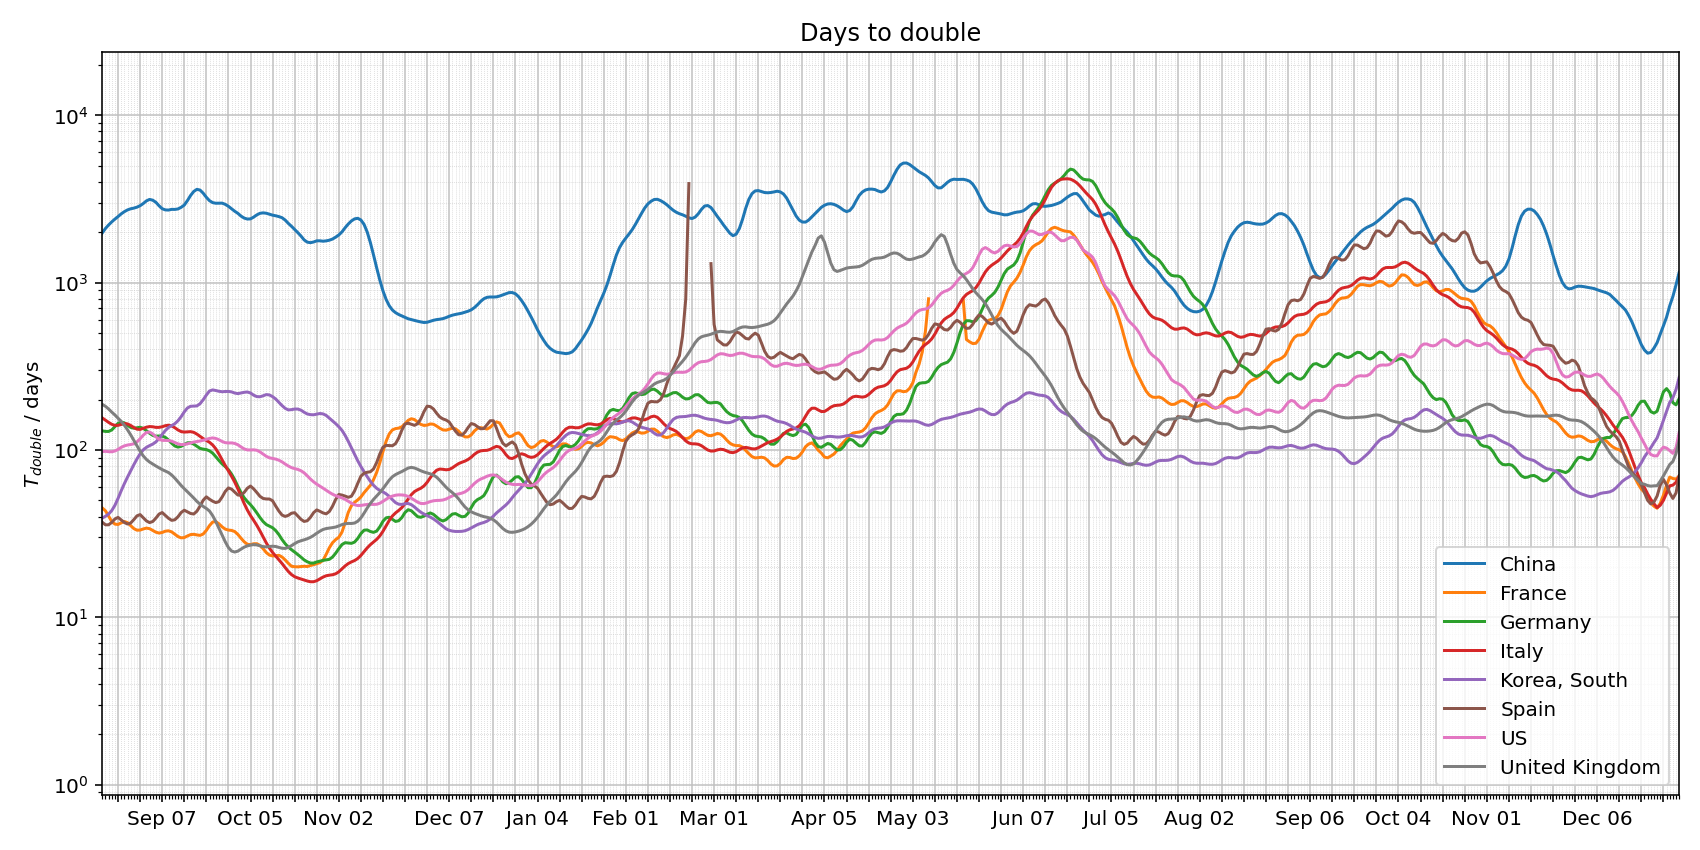 Days to double
T_double / days
10^4
10^3
10^2
10^1
10^0
Sep 07 Oct 05 Nov 02 Dec 07 Jan 04 Feb 01 Mar 01 Apr 05 May 03 Jun 07 Jul 05 Aug 02 Sep 06 Oct 04 Nov 01 Dec 06
China
France
Germany
Italy
Korea, South
Spain
US
United Kingdom